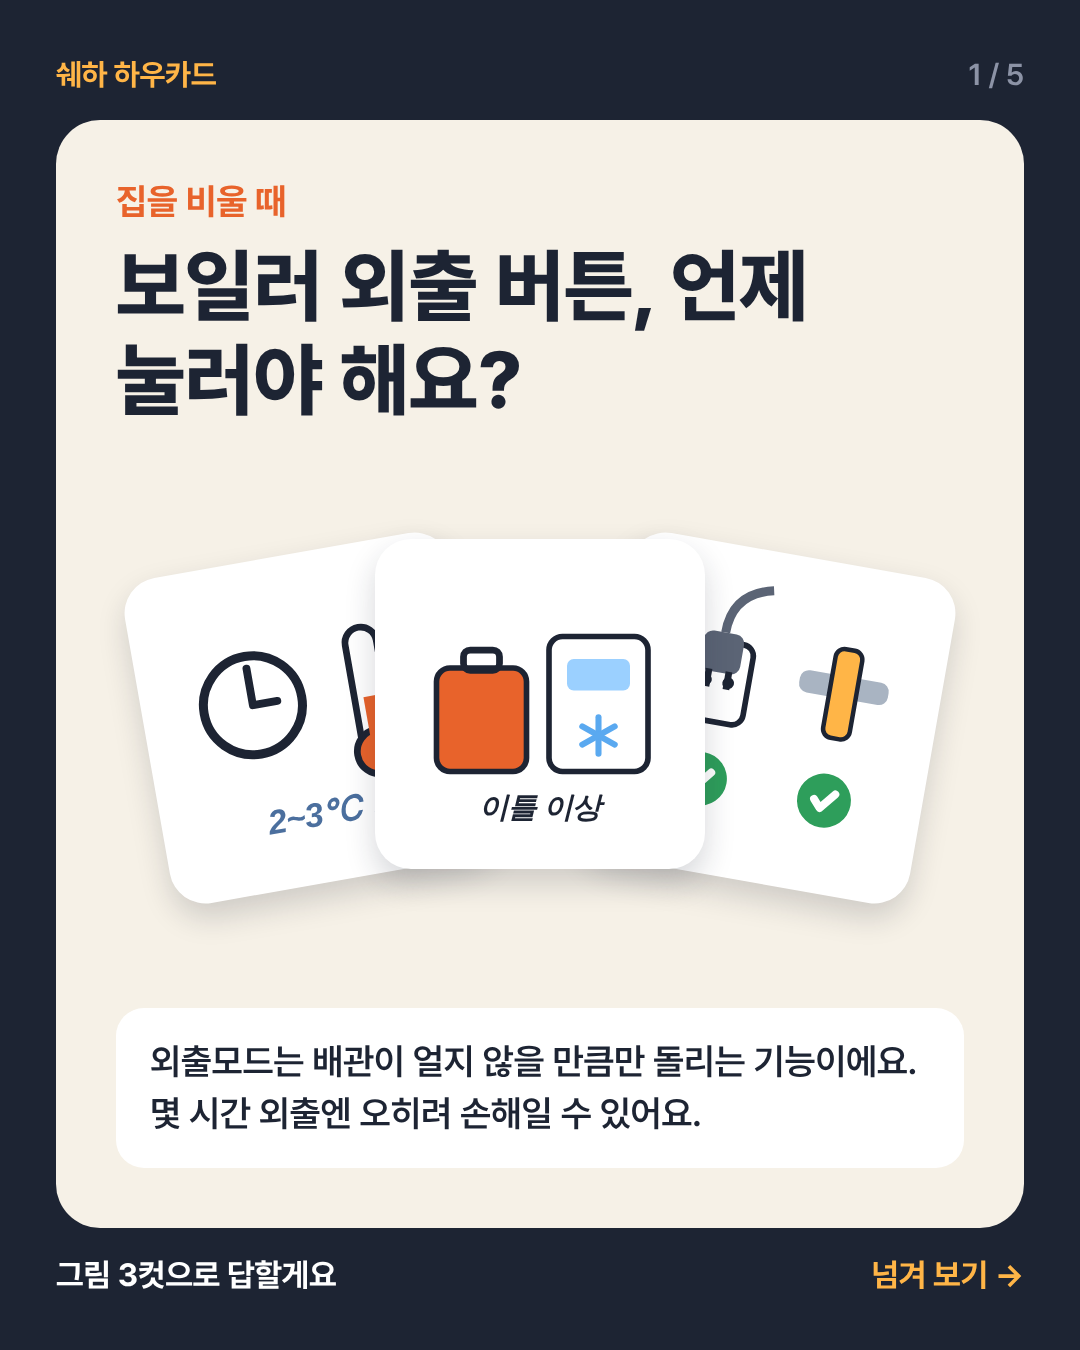 쉐하 하우카드
1 / 5
집을 비울 때
보일러 외출 버튼, 언제
눌러야 해요?
2~3°C
이틀 이상
외출모드는 배관이 얼지 않을 만큼만 돌리는 기능이에요.
몇 시간 외출엔 오히려 손해일 수 있어요.
그림 3컷으로 답할게요
넘겨 보기 →